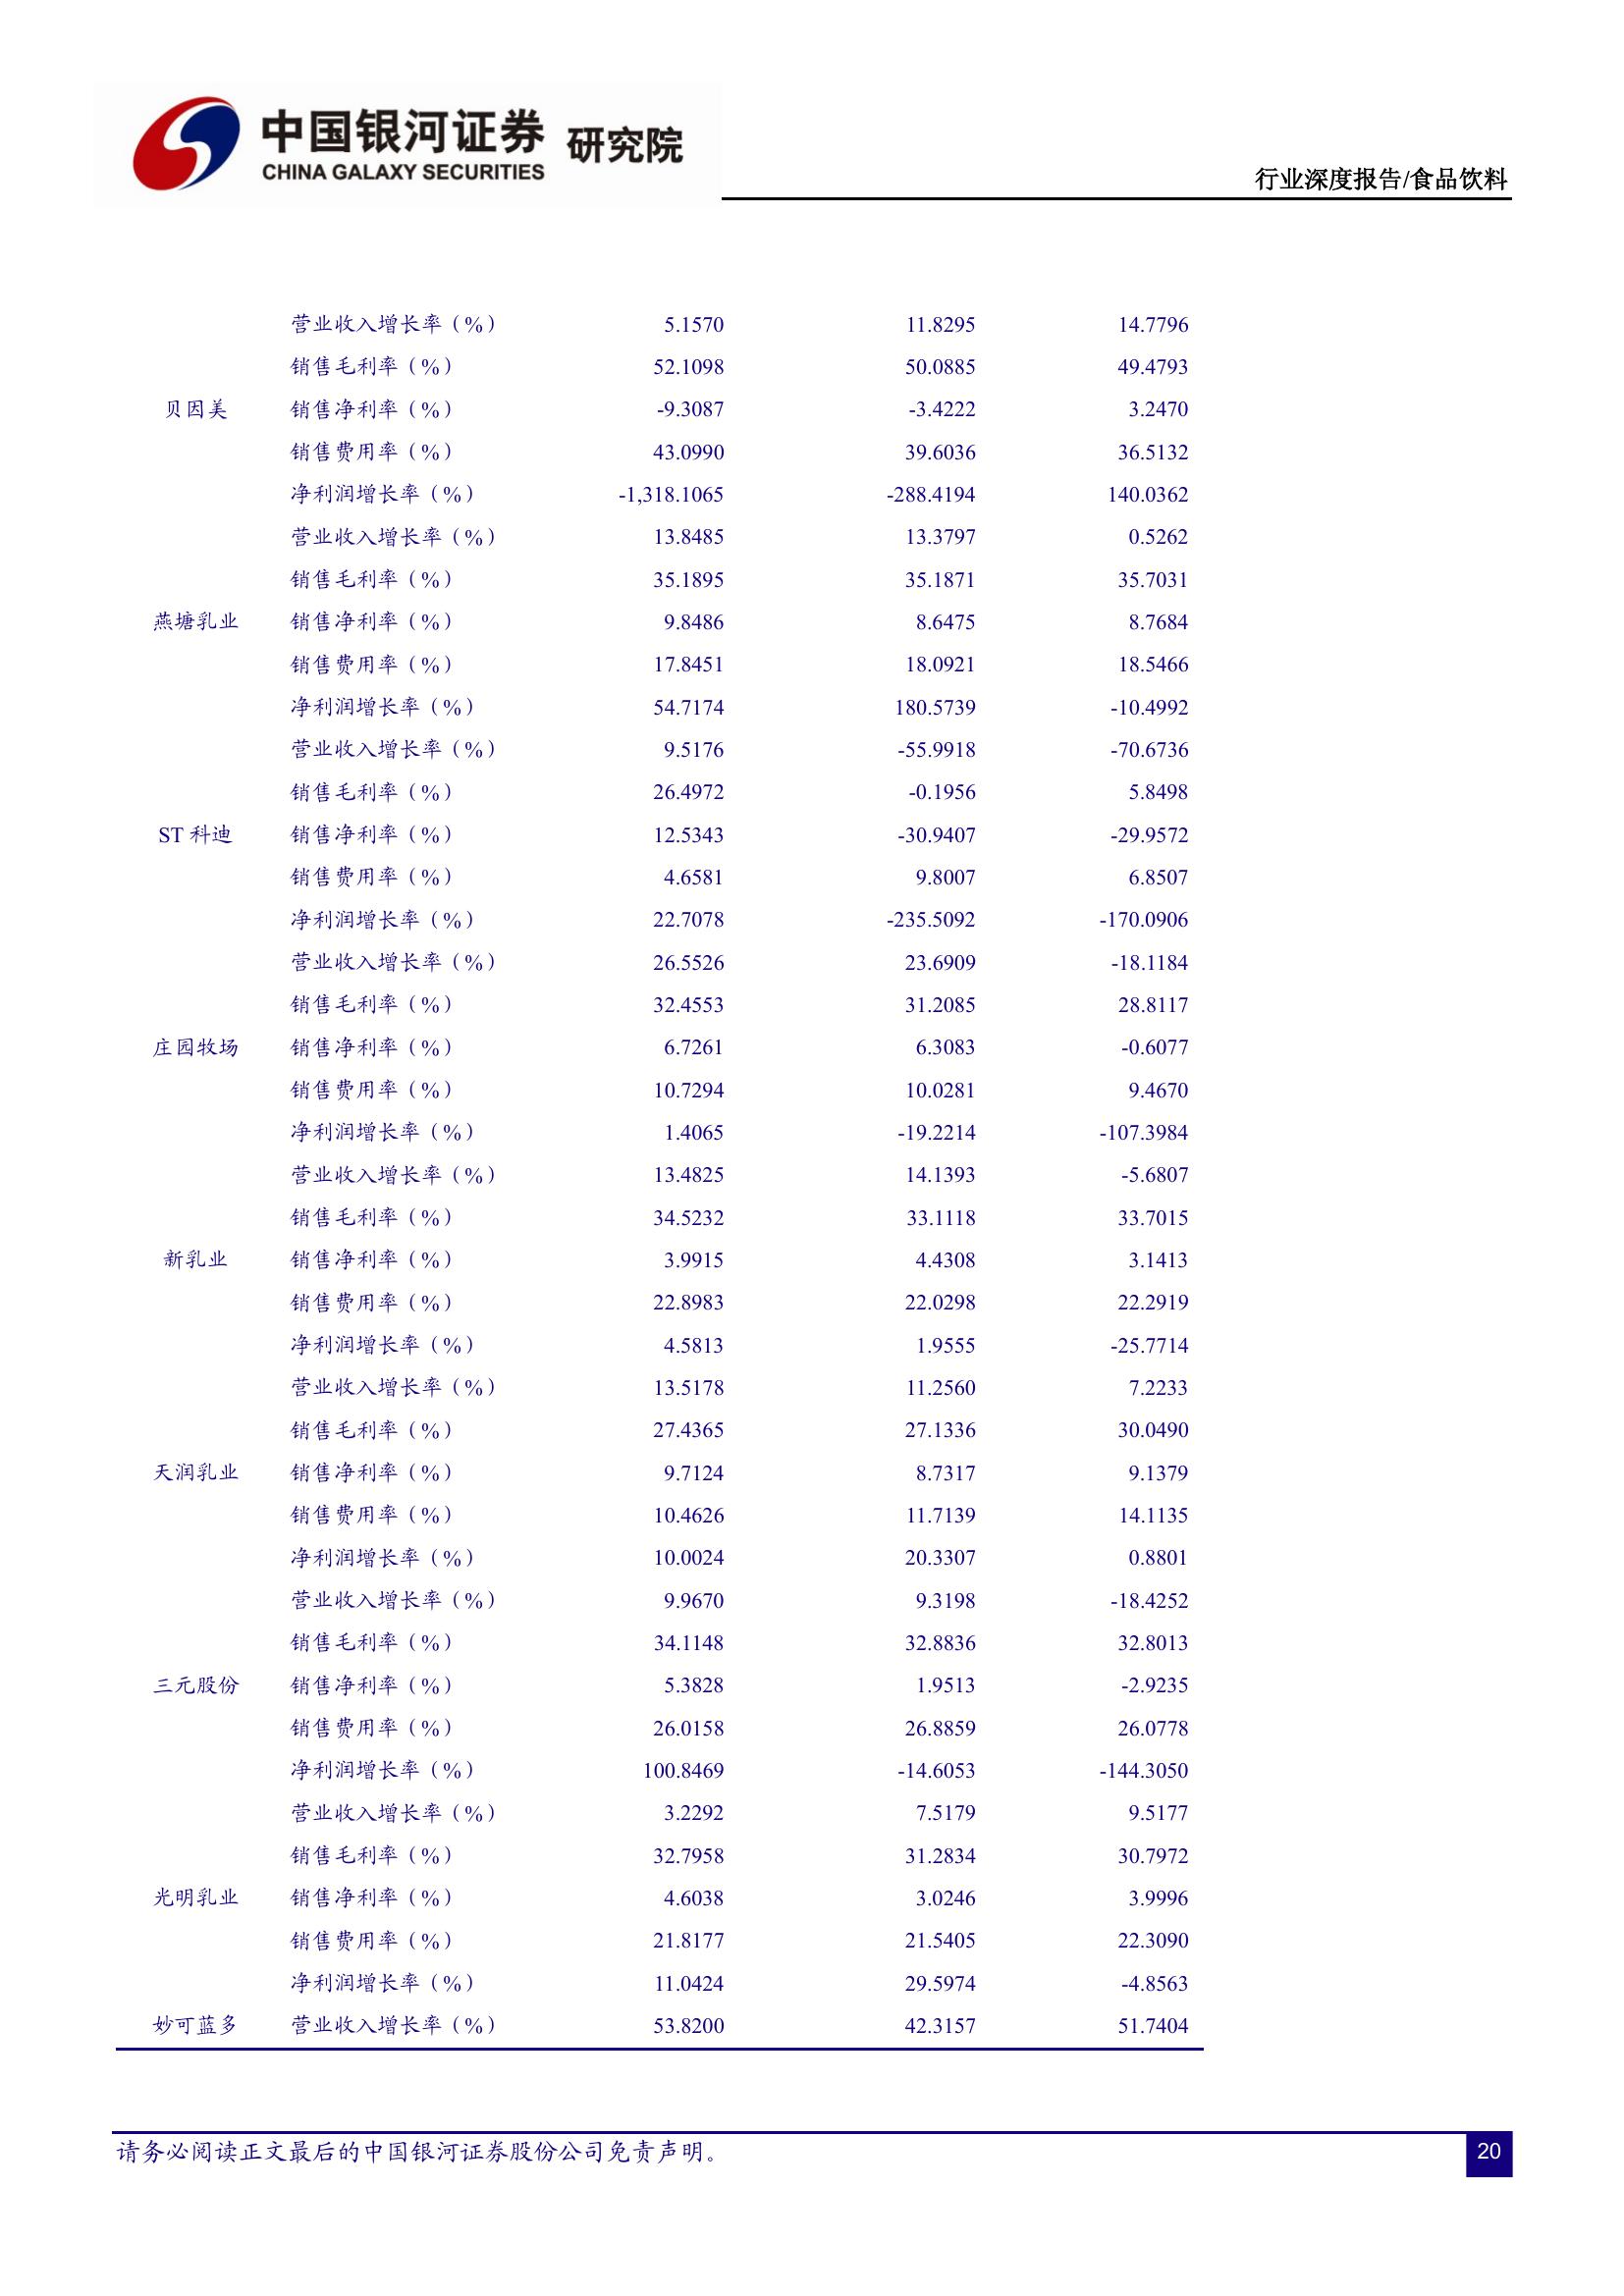 中国银河证券 研究院
CHINA GALAXY SECURITIES
行业深度报告/食品饮料
营业收入增长率（%） 5.1570 11.8295 14.7796
销售毛利率（%） 52.1098 50.0885 49.4793
贝因美 销售净利率（%） -9.3087 -3.4222 3.2470
销售费用率（%） 43.0990 39.6036 36.5132
净利润增长率（%） -1,318.1065 -288.4194 140.0362
营业收入增长率（%） 13.8485 13.3797 0.5262
销售毛利率（%） 35.1895 35.1871 35.7031
燕塘乳业 销售净利率（%） 9.8486 8.6475 8.7684
销售费用率（%） 17.8451 18.0921 18.5466
净利润增长率（%） 54.7174 180.5739 -10.4992
营业收入增长率（%） 9.5176 -55.9918 -70.6736
销售毛利率（%） 26.4972 -0.1956 5.8498
ST 科迪 销售净利率（%） 12.5343 -30.9407 -29.9572
销售费用率（%） 4.6581 9.8007 6.8507
净利润增长率（%） 22.7078 -235.5092 -170.0906
营业收入增长率（%） 26.5526 23.6909 -18.1184
销售毛利率（%） 32.4553 31.2085 28.8117
庄园牧场 销售净利率（%） 6.7261 6.3083 -0.6077
销售费用率（%） 10.7294 10.0281 9.4670
净利润增长率（%） 1.4065 -19.2214 -107.3984
营业收入增长率（%） 13.4825 14.1393 -5.6807
销售毛利率（%） 34.5232 33.1118 33.7015
新乳业 销售净利率（%） 3.9915 4.4308 3.1413
销售费用率（%） 22.8983 22.0298 22.2919
净利润增长率（%） 4.5813 1.9555 -25.7714
营业收入增长率（%） 13.5178 11.2560 7.2233
销售毛利率（%） 27.4365 27.1336 30.0490
天润乳业 销售净利率（%） 9.7124 8.7317 9.1379
销售费用率（%） 10.4626 11.7139 14.1135
净利润增长率（%） 10.0024 20.3307 0.8801
营业收入增长率（%） 9.9670 9.3198 -18.4252
销售毛利率（%） 34.1148 32.8836 32.8013
三元股份 销售净利率（%） 5.3828 1.9513 -2.9235
销售费用率（%） 26.0158 26.8859 26.0778
净利润增长率（%） 100.8469 -14.6053 -144.3050
营业收入增长率（%） 3.2292 7.5179 9.5177
销售毛利率（%） 32.7958 31.2834 30.7972
光明乳业 销售净利率（%） 4.6038 3.0246 3.9996
销售费用率（%） 21.8177 21.5405 22.3090
净利润增长率（%） 11.0424 29.5974 -4.8563
妙可蓝多 营业收入增长率（%） 53.8200 42.3157 51.7404
请务必阅读正文最后的中国银河证券股份公司免责声明。
20